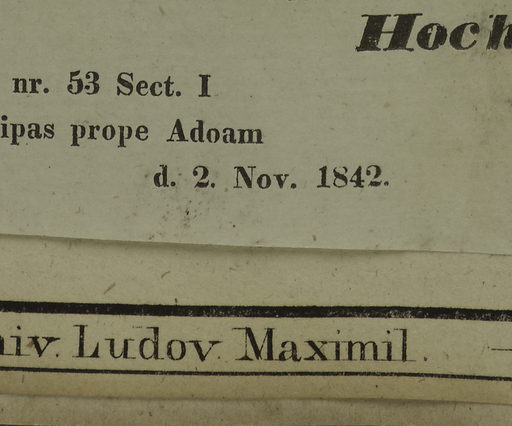 Hoch
nr. 53 Sect. I
ipas prope Adoam
d. 2. Nov. 1842.
niv. Ludov. Maximil. —